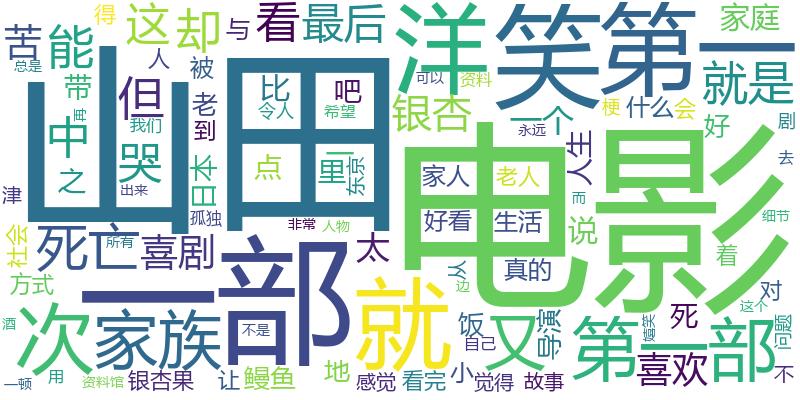 得 这 却 与 看 最后 洋 笑 第一 家庭
苦 能 人 就是
总是 带 但 被 比 吧 可以 资料 梗 什么 会
再 我们 老 令人 希望 银杏 一个 好 剧
山田 电影
中 哭 到 永远 人生
之 点 里 东京 家人 老人 去
出来 日本 而
津 孤独 好看 生活 细节
社会 死亡 所有 喜剧 一部 非常 人物 太 说
方式 从 边 真的 着 对
次 家族 就 又 第一部 这个
酒 不是 饭 导演 死 嬉笑 问题
自己
一顿 用 资料馆 银杏果 让 鳗鱼 地 感觉 看完 小 觉得 故事 喜欢 不